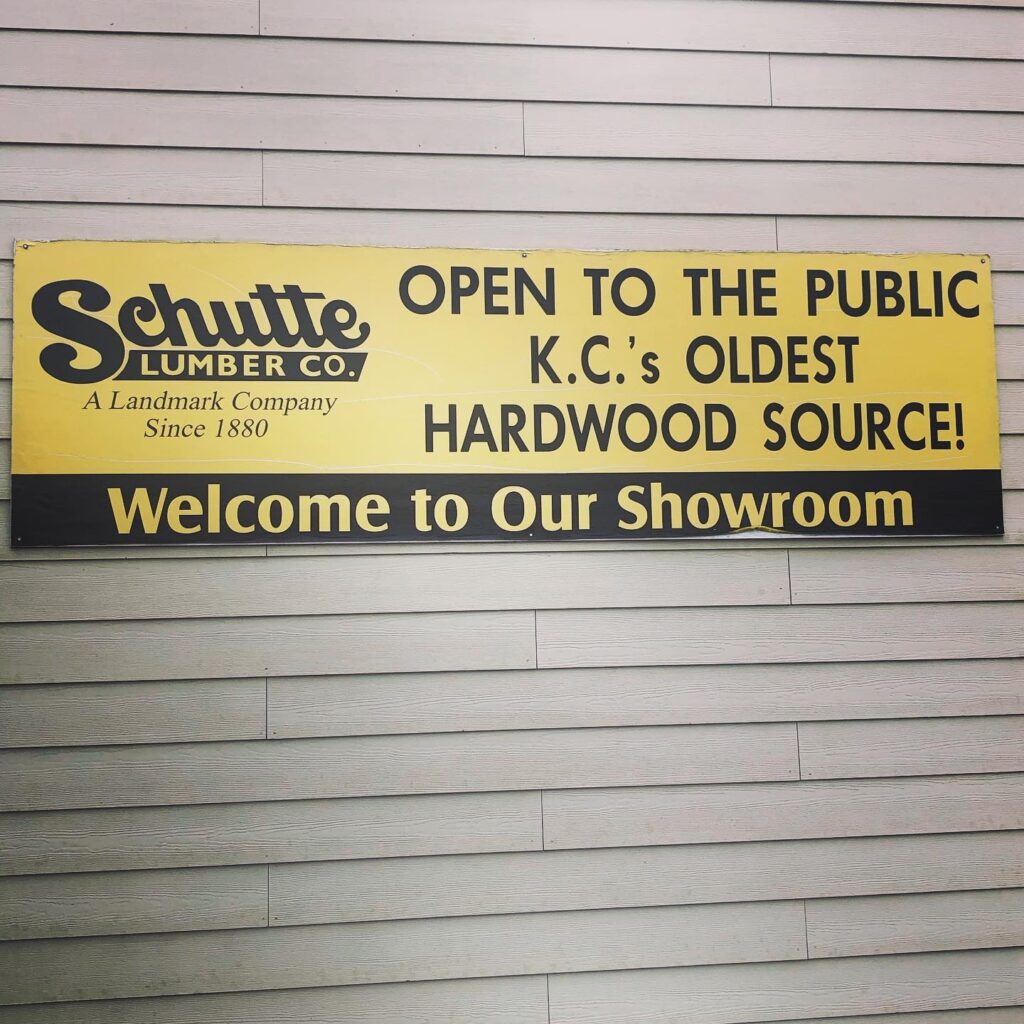 Schutte
LUMBER CO.
A Landmark Company
Since 1880
OPEN TO THE PUBLIC
K.C.'s OLDEST
HARDWOOD SOURCE!
Welcome to Our Showroom